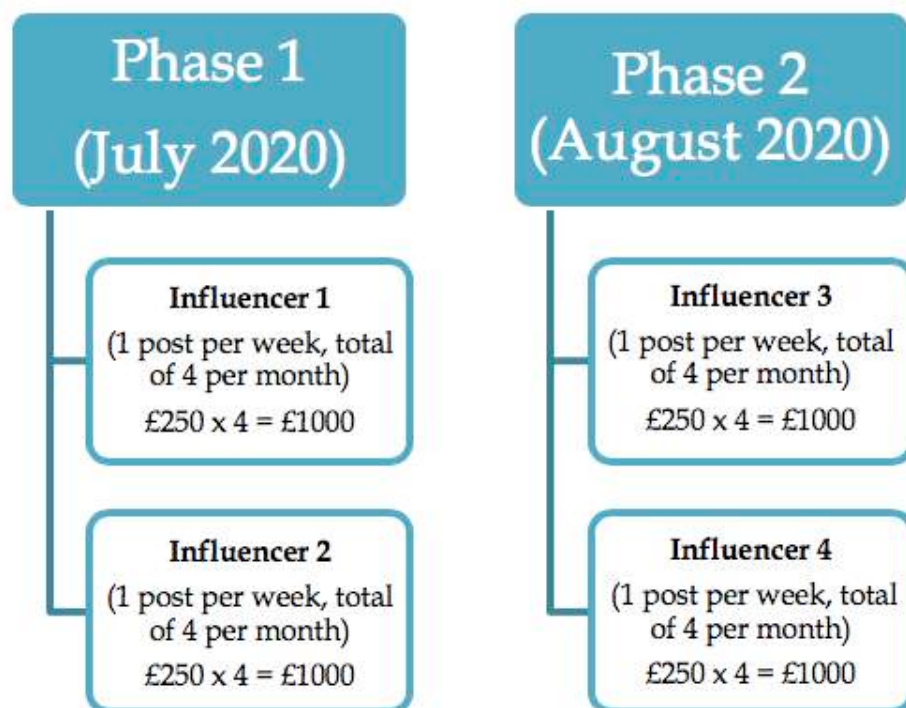 Phase 1
(July 2020)
Influencer 1
(1 post per week, total
of 4 per month)
£250 x 4 = £1000
Influencer 2
(1 post per week, total
of 4 per month)
£250 x 4 = £1000
Phase 2
(August 2020)
Influencer 3
(1 post per week, total
of 4 per month)
£250 x 4 = £1000
Influencer 4
(1 post per week, total
of 4 per month)
£250 x 4 = £1000